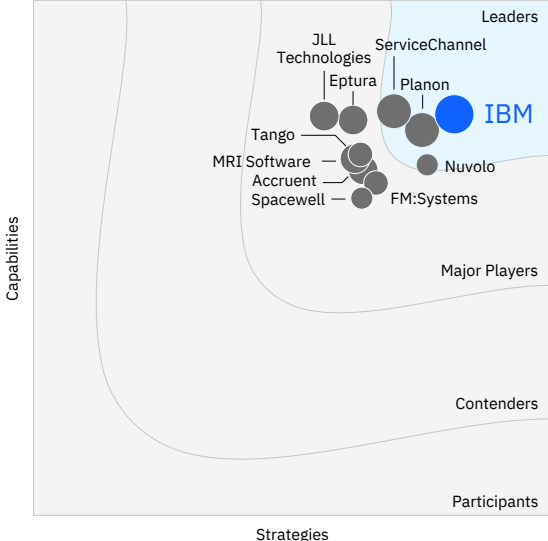 Leaders
JLL
Technologies
ServiceChannel
Eptura
Planon
IBM
Tango
MRI Software
Nuvolo
Accruent
Spacewell
FM:Systems
Capabilities
Major Players
Contenders
Participants
Strategies